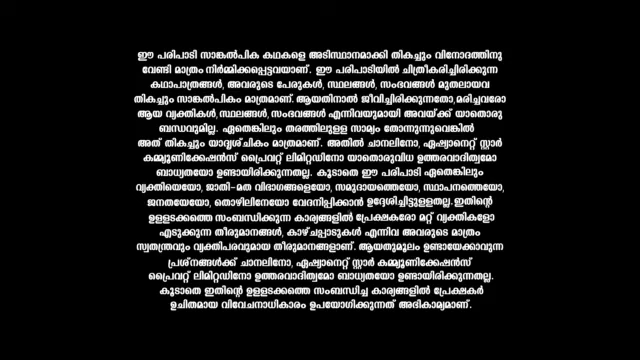 ഈ പരിപാടി സാങ്കൽപിക കഥകളെ അടിസ്ഥാനമാക്കി തികച്ചും വിനോദത്തിനു
വേണ്ടി മാത്രം നിർമ്മിക്കപ്പെട്ടവയാണ്. ഈ പരിപാടിയിൽ ചിത്രീകരിച്ചിരിക്കുന്ന
കഥാപാത്രങ്ങൾ, അവരുടെ പേരുകൾ, സ്ഥലങ്ങൾ, സംഭവങ്ങൾ മുതലായവ
തികച്ചും സാങ്കൽപികം മാത്രമാണ്. ആയതിനാൽ ജീവിച്ചിരിക്കുന്നതോ, മരിച്ചവരോ
ആയ വ്യക്തികൾ, സ്ഥലങ്ങൾ, സംഭവങ്ങൾ എന്നിവയുമായി അവയ്ക്ക് യാതൊരു
ബന്ധവുമില്ല. ഏതെങ്കിലും തരത്തിലുളള സാമ്യം തോന്നുന്നുവെങ്കിൽ
അത് തികച്ചും യാദൃശ്ചികം മാത്രമാണ്. അതിൽ ചാനലിനോ, ഏഷ്യാനെറ്റ് സ്റ്റാർ
കമ്മ്യൂണിക്കേഷൻസ് പ്രൈവറ്റ് ലിമിറ്റഡിനോ യാതൊരുവിധ ഉത്തരവാദിത്വമോ
ബാധ്യതയോ ഉണ്ടായിരിക്കുന്നതല്ല. കൂടാതെ ഈ പരിപാടി ഏതെങ്കിലും
വ്യക്തിയെയോ, ജാതി-മത വിഭാഗങ്ങളെയോ, സമുദായത്തെയോ, സ്ഥാപനത്തെയോ,
ജനതയേയോ, തൊഴിലിനേയോ വേദനിപ്പിക്കാൻ ഉദ്ദേശിച്ചിട്ടുളളതല്ല. ഇതിന്റെ
ഉളളടക്കത്തെ സംബന്ധിക്കുന്ന കാര്യങ്ങളിൽ പ്രേക്ഷകരോ മറ്റ് വ്യക്തികളോ
എടുക്കുന്ന തീരുമാനങ്ങൾ, കാഴ്ചപ്പാടുകൾ എന്നിവ അവരുടെ മാത്രം
സ്വതന്ത്രവും വ്യക്തിപരവുമായ തീരുമാനങ്ങളാണ്. ആയതുമൂലം ഉണ്ടായേക്കാവുന്ന
പ്രശ്നങ്ങൾക്ക് ചാനലിനോ, ഏഷ്യാനെറ്റ് സ്റ്റാർ കമ്മ്യൂണിക്കേഷൻസ്
പ്രൈവറ്റ് ലിമിറ്റഡിനോ ഉത്തരവാദിത്വമോ ബാധ്യതയോ ഉണ്ടായിരിക്കുന്നതല്ല.
കൂടാതെ ഇതിന്റെ ഉളളടക്കത്തെ സംബന്ധിച്ച കാര്യങ്ങളിൽ പ്രേക്ഷകർ
ഉചിതമായ വിവേചനാധികാരം ഉപയോഗിക്കുന്നത് അഭികാമ്യമാണ്.